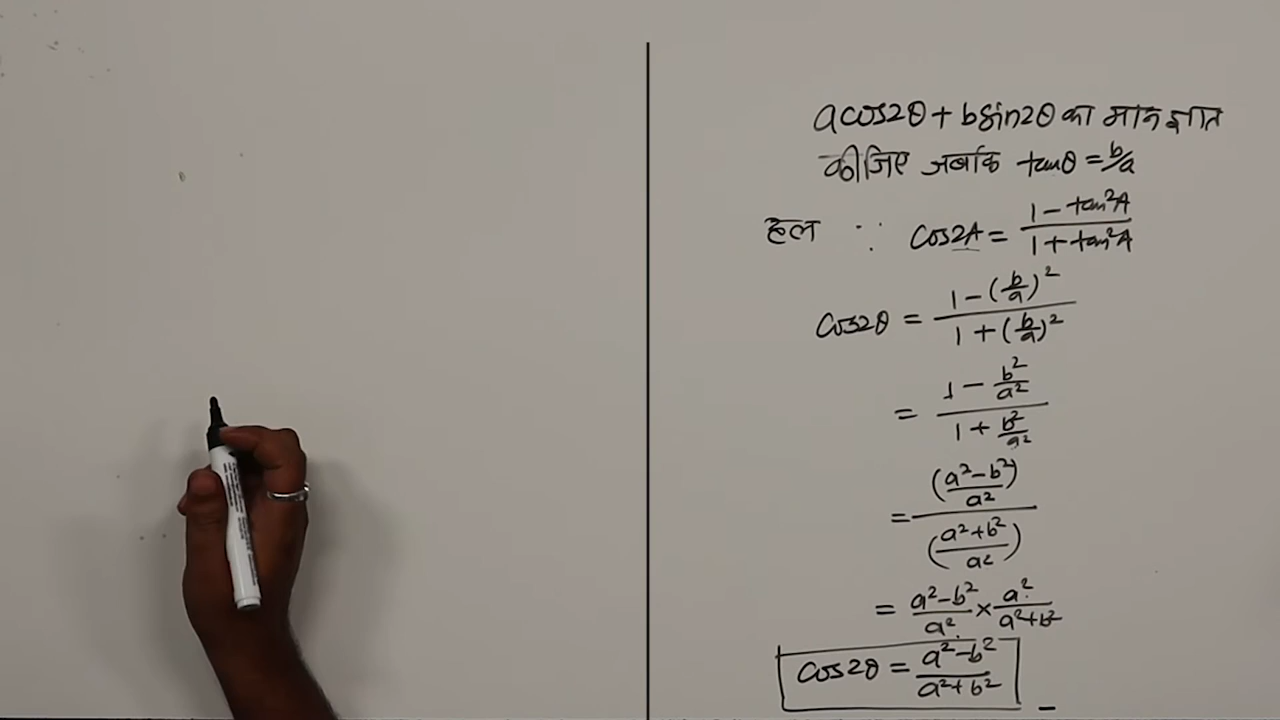 acos2θ + bsin2θ का मान ज्ञात
कीजिए जबकि tanθ = b/a
हल ∵ cos2A = (1 - tan²A)/(1 + tan²A)
cos2θ = (1 - (b/a)²)/(1 + (b/a)²)
= (1 - b²/a²)/(1 + b²/a²)
= ((a² - b²)/a²)/((a² + b²)/a²)
= (a² - b²)/a² × a²/(a² + b²)
cos2θ = (a² - b²)/(a² + b²)